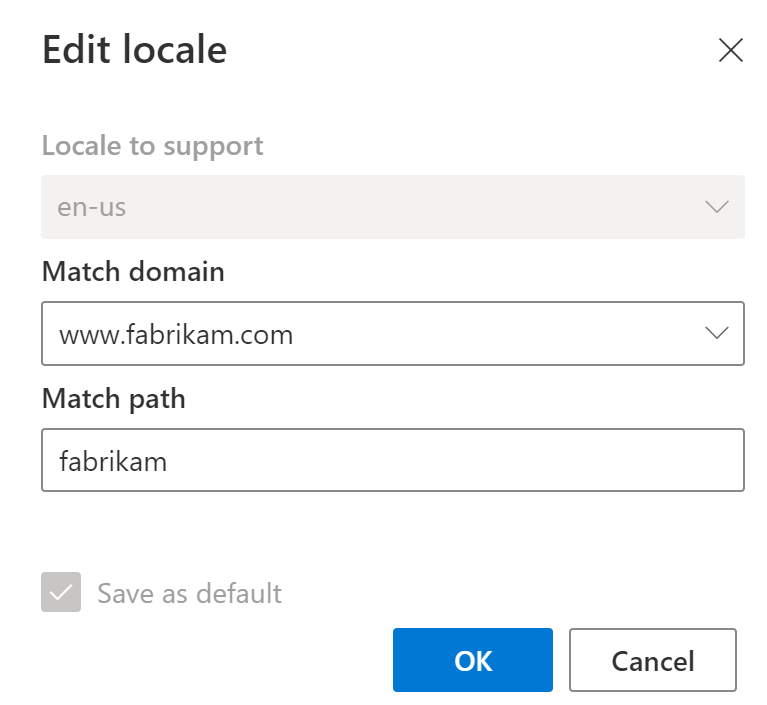 Edit locale
Locale to support
en-us
Match domain
www.fabrikam.com
Match path
fabrikam
Save as default
OK Cancel